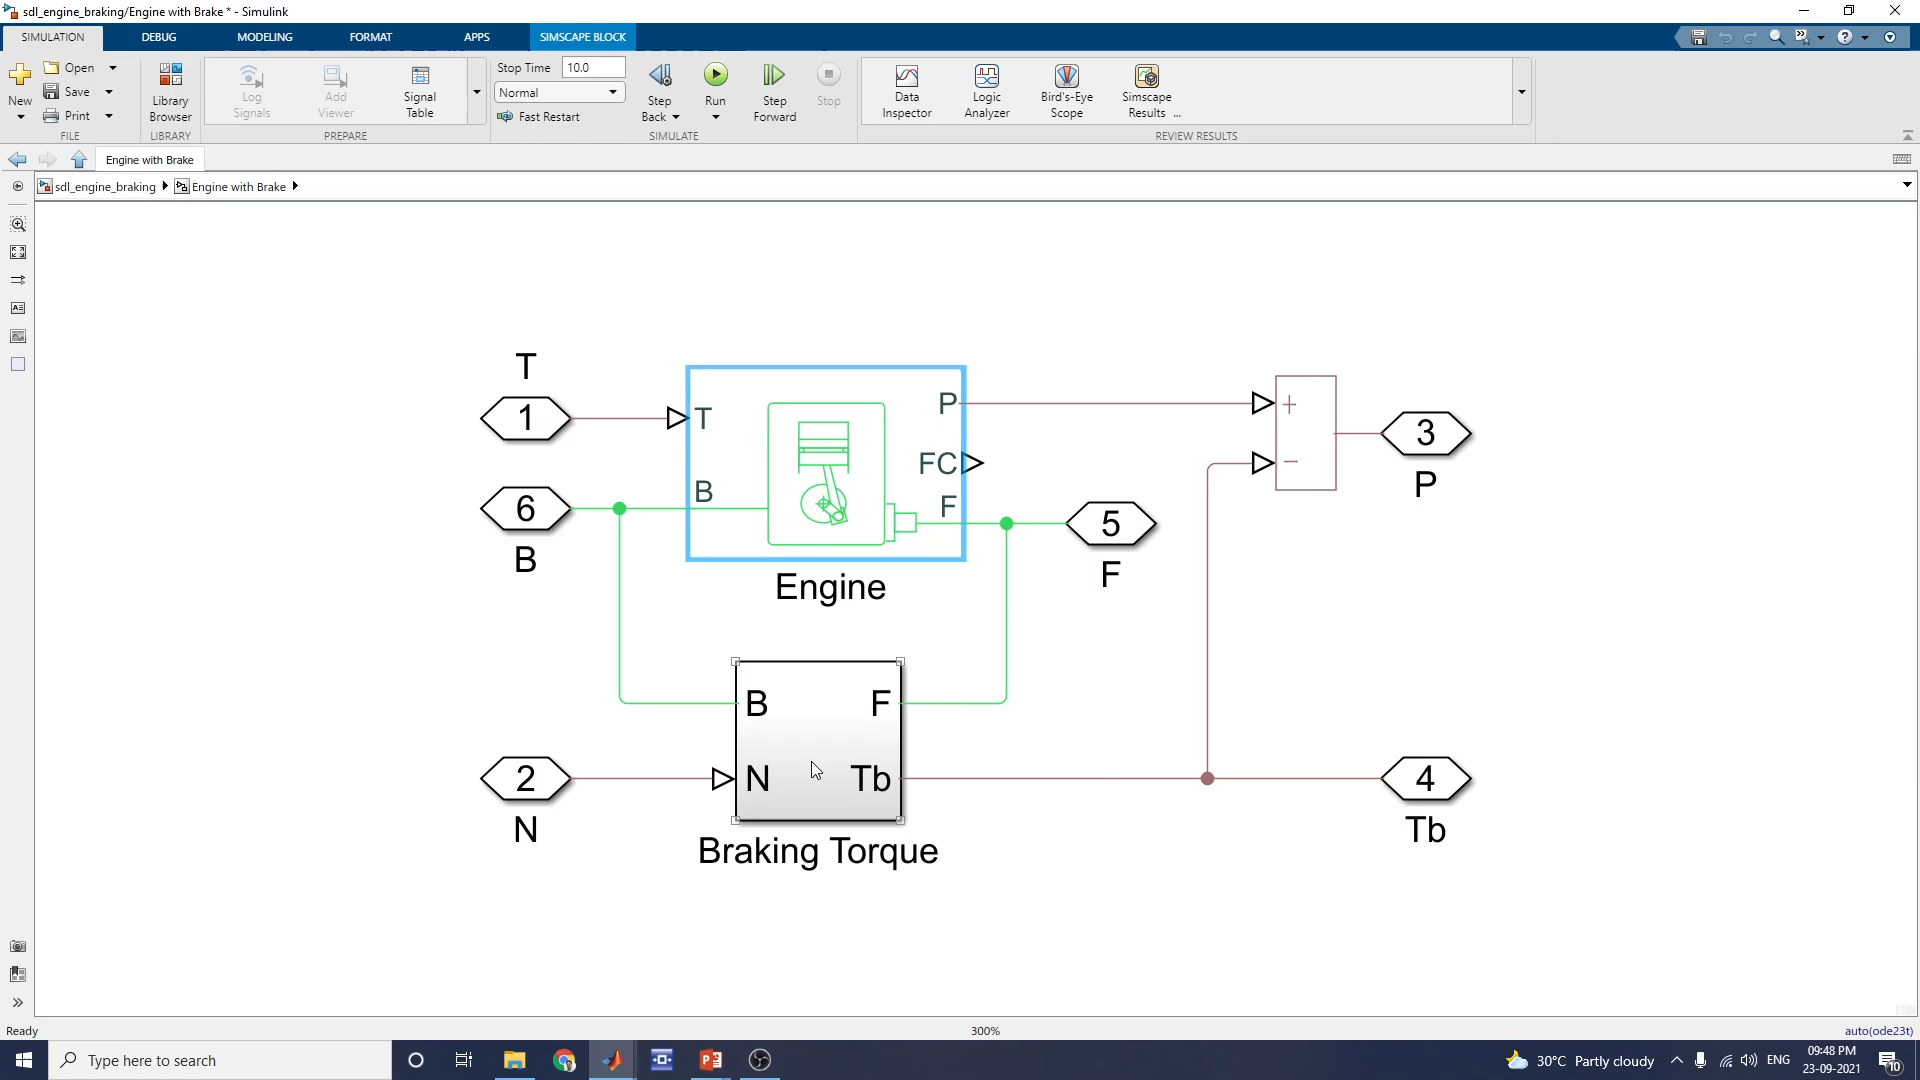 sdl_engine_braking/Engine with Brake * - Simulink
SIMULATION DEBUG MODELING FORMAT APPS SIMSCAPE BLOCK
New
Open
Save
Print
FILE
Library Browser
LIBRARY
Log Signals
Add Viewer
Signal Table
PREPARE
Stop Time 10.0
Normal
Fast Restart
Step Back
Run
Step Forward
Stop
SIMULATE
Data Inspector
Logic Analyzer
Bird's-Eye Scope
Simscape Results ...
REVIEW RESULTS
Engine with Brake
sdl_engine_braking Engine with Brake
T
1
T
P
+
3
P
FC
−
6
B
B
F
5
F
Engine
B
F
2
N
N
Tb
4
Tb
Braking Torque
Ready
300%
auto(ode23t)
Type here to search
30°C Partly cloudy
ENG
09:48 PM
23-09-2021
10